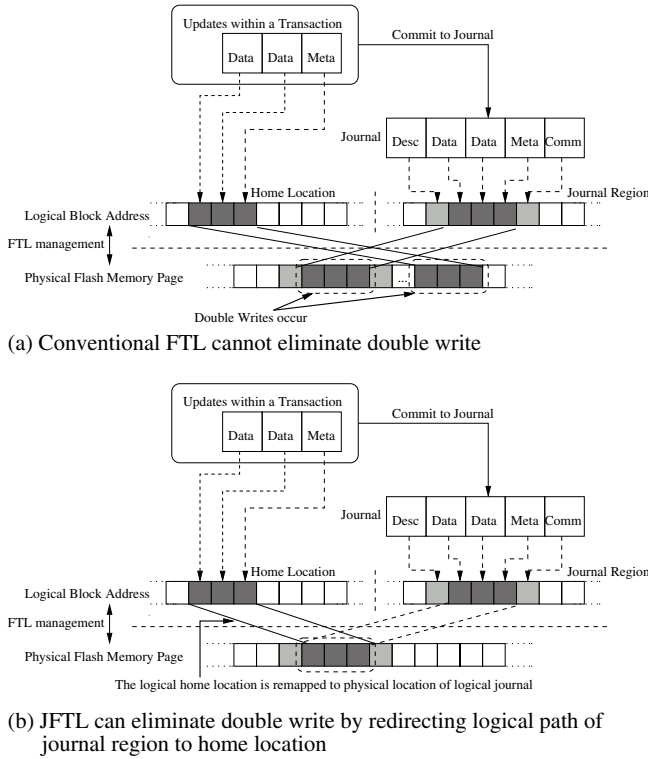 Updates within a Transaction
Data Data Meta
Commit to Journal
Journal
Desc Data Data Meta Comm
Home Location
Journal Region
Logical Block Address
FTL management
Physical Flash Memory Page
...
Double Writes occur
(a) Conventional FTL cannot eliminate double write
Updates within a Transaction
Data Data Meta
Commit to Journal
Journal
Desc Data Data Meta Comm
Home Location
Journal Region
Logical Block Address
FTL management
Physical Flash Memory Page
The logical home location is remapped to physical location of logical journal
(b) JFTL can eliminate double write by redirecting logical path of
journal region to home location